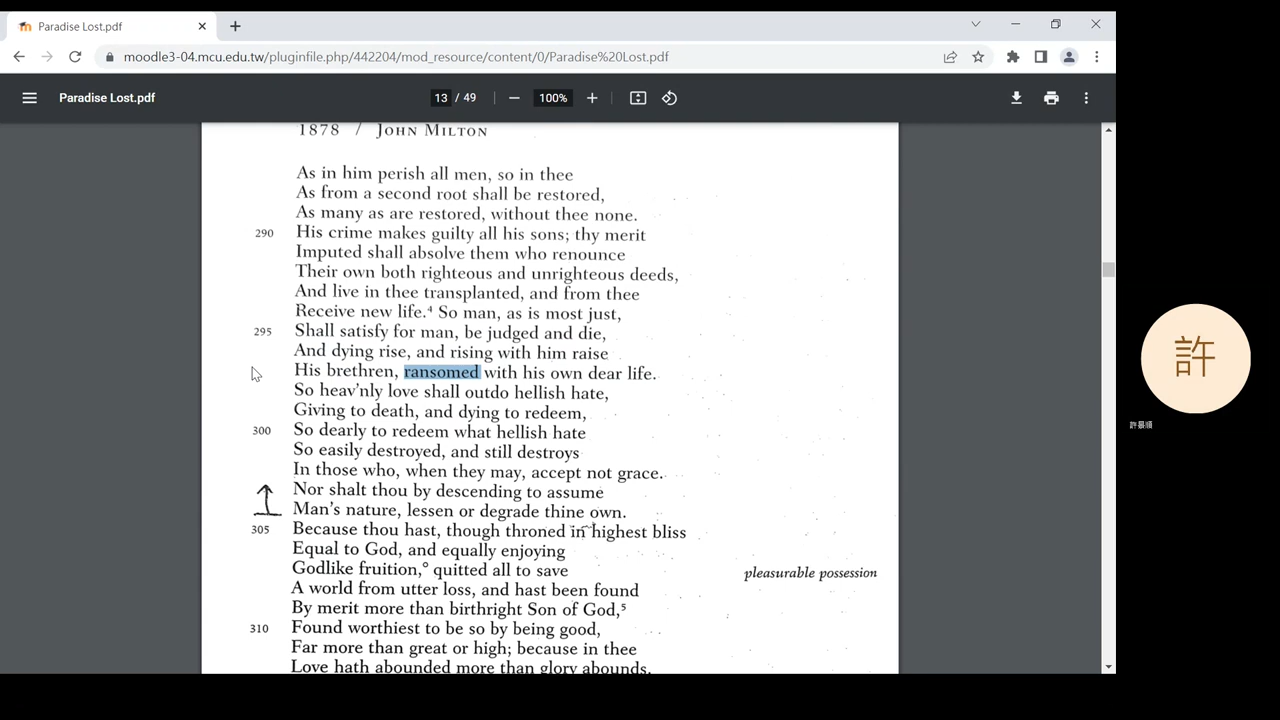 Paradise Lost.pdf
moodle3-04.mcu.edu.tw/pluginfile.php/442204/mod_resource/content/0/Paradise%20Lost.pdf
Paradise Lost.pdf 13 / 49 100%
1878 / JOHN MILTON
As in him perish all men, so in thee
As from a second root shall be restored,
As many as are restored, without thee none.
290 His crime makes guilty all his sons; thy merit
Imputed shall absolve them who renounce
Their own both righteous and unrighteous deeds,
And live in thee transplanted, and from thee
Receive new life.⁴ So man, as is most just,
295 Shall satisfy for man, be judged and die,
And dying rise, and rising with him raise
His brethren, ransomed with his own dear life.
So heav'nly love shall outdo hellish hate,
Giving to death, and dying to redeem,
300 So dearly to redeem what hellish hate
So easily destroyed, and still destroys
In those who, when they may, accept not grace.
Nor shalt thou by descending to assume
Man's nature, lessen or degrade thine own.
305 Because thou hast, though throned in highest bliss
Equal to God, and equally enjoying
Godlike fruition,° quitted all to save pleasurable possession
A world from utter loss, and hast been found
By merit more than birthright Son of God,⁵
310 Found worthiest to be so by being good,
Far more than great or high; because in thee
Love hath abounded more than glory abounds.
許
許景順